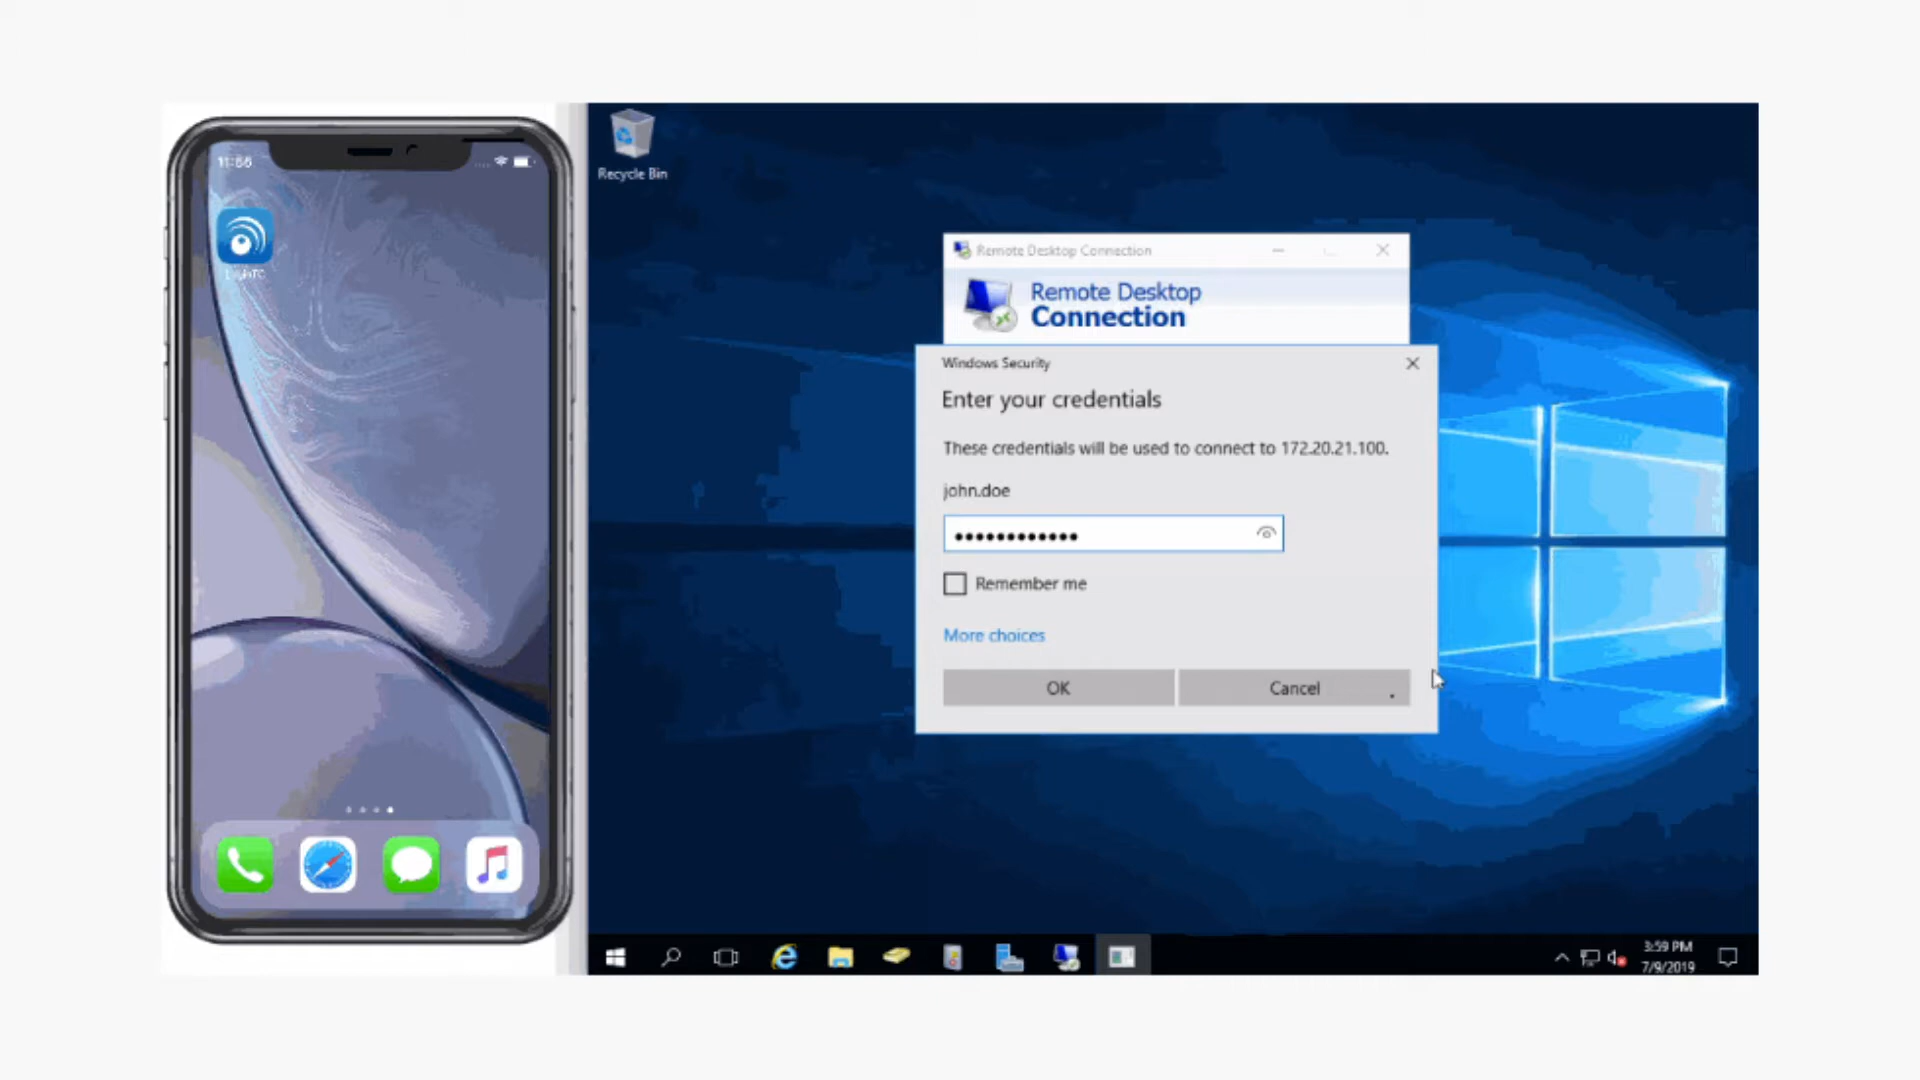 Recycle Bin
Remote Desktop Connection
Remote Desktop
Connection
Windows Security
Enter your credentials
These credentials will be used to connect to 172.20.21.100.
john.doe
Remember me
More choices
OK
Cancel
3:59 PM
7/9/2019